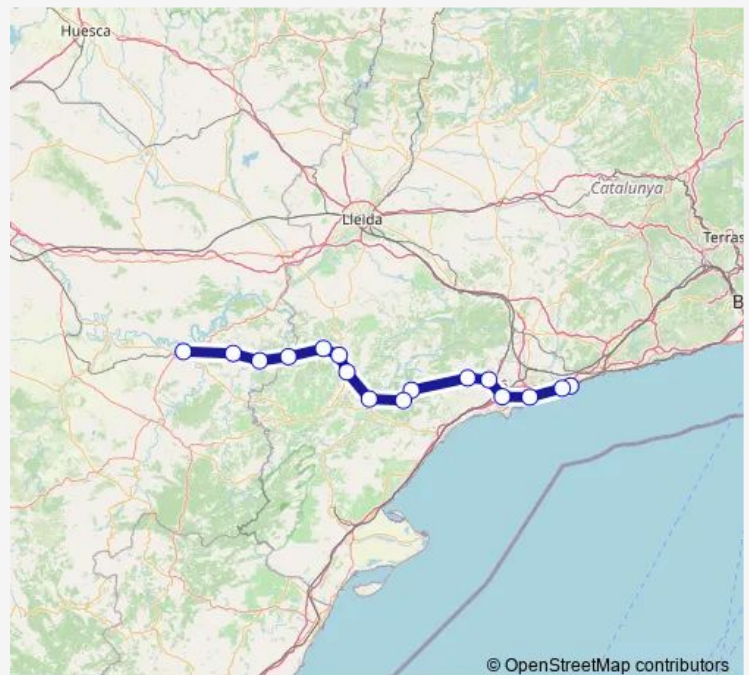 Huesca
Catalunya
Lleida
Terras
B
© OpenStreetMap contributors